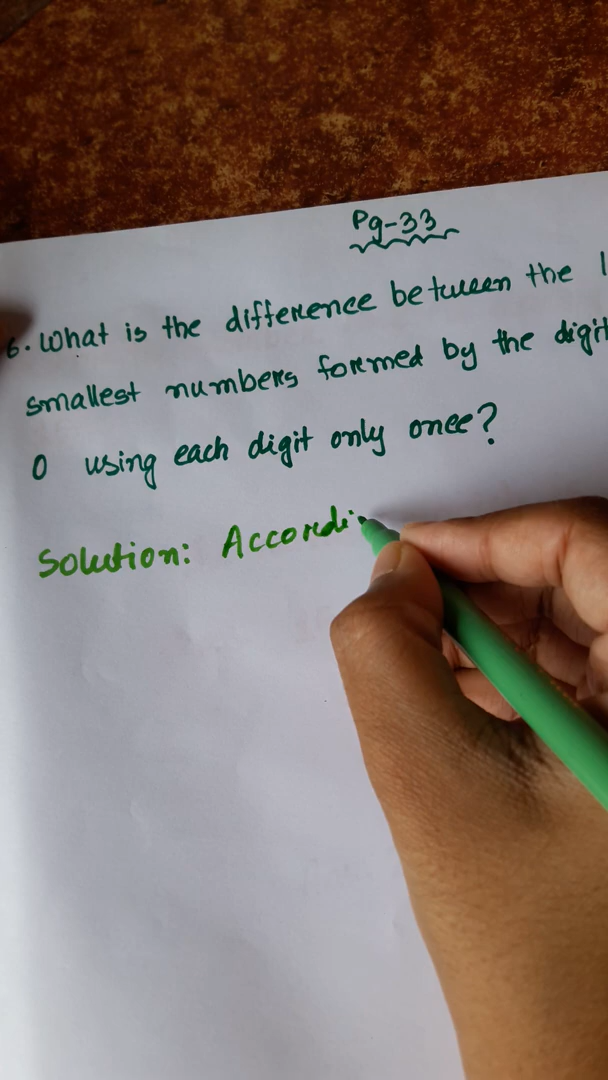 Pg-33
6. What is the difference between the
smallest numbers formed by the digit
0 using each digit only once?
Solution: Accordi